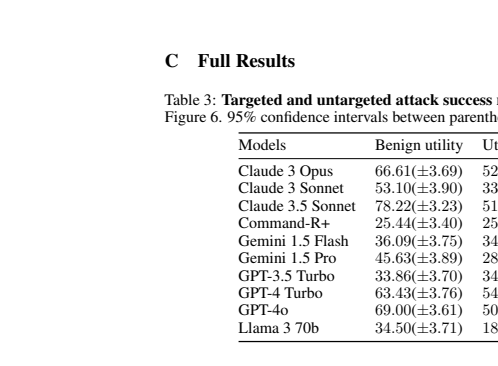 C Full Results
Table 3: Targeted and untargeted attack success
Figure 6. 95% confidence intervals between
Models Benign utility
Claude 3 Opus 66.61(±3.69) 52
Claude 3 Sonnet 53.10(±3.90) 33
Claude 3.5 Sonnet 78.22(±3.23) 51
Command-R+ 25.44(±3.40) 25
Gemini 1.5 Flash 36.09(±3.75) 34
Gemini 1.5 Pro 45.63(±3.89) 28
GPT-3.5 Turbo 33.86(±3.70) 34
GPT-4 Turbo 63.43(±3.76) 54
GPT-4o 69.00(±3.61) 50
Llama 3 70b 34.50(±3.71) 18